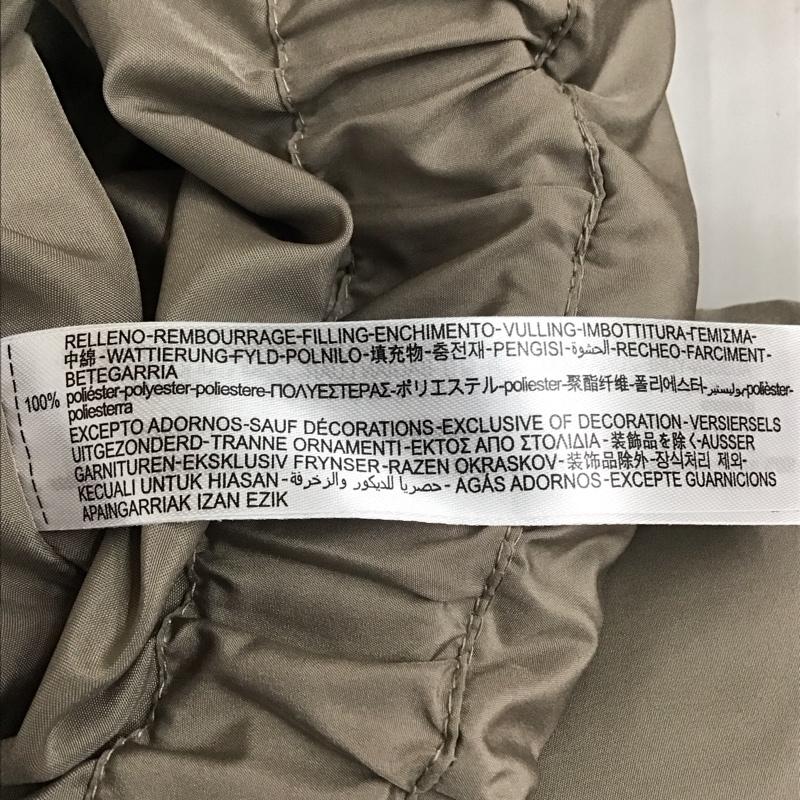 RELLENO-REMBOURRAGE-FILLING-ENCHIMENTO-VULLING-IMBOTTITURA-ΓΕΜΙΣΜΑ-
中綿-WATTIERUNG-FYLD-POLNILO-填充物-충전재-PENGISI-الحشوة-RECHEO-FARCIMENT-
BETEGARRIA
100% poliéster-polyester-poliestere-ΠΟΛΥΕΣΤΕΡΑΣ-ポリエステル-poliester-聚酯纤维-폴리에스터-بوليستير-polièster-
poliesterra
EXCEPTO ADORNOS-SAUF DÉCORATIONS-EXCLUSIVE OF DECORATION-VERSIERSELS
UITGEZONDERD-TRANNE ORNAMENTI-ΕΚΤΟΣ ΑΠΟ ΣΤΟΛΙΔΙΑ-装飾品を除く-AUSSER
GARNITUREN-EKSKLUSIV FRYNSER-RAZEN OKRASKOV-装饰品除外-장식처리 제외-
KECUALI UNTUK HIASAN-حصريا للديكور والزخرفة-AGÁS ADORNOS-EXCEPTE GUARNICIONS
APAINGARRIAK IZAN EZIK